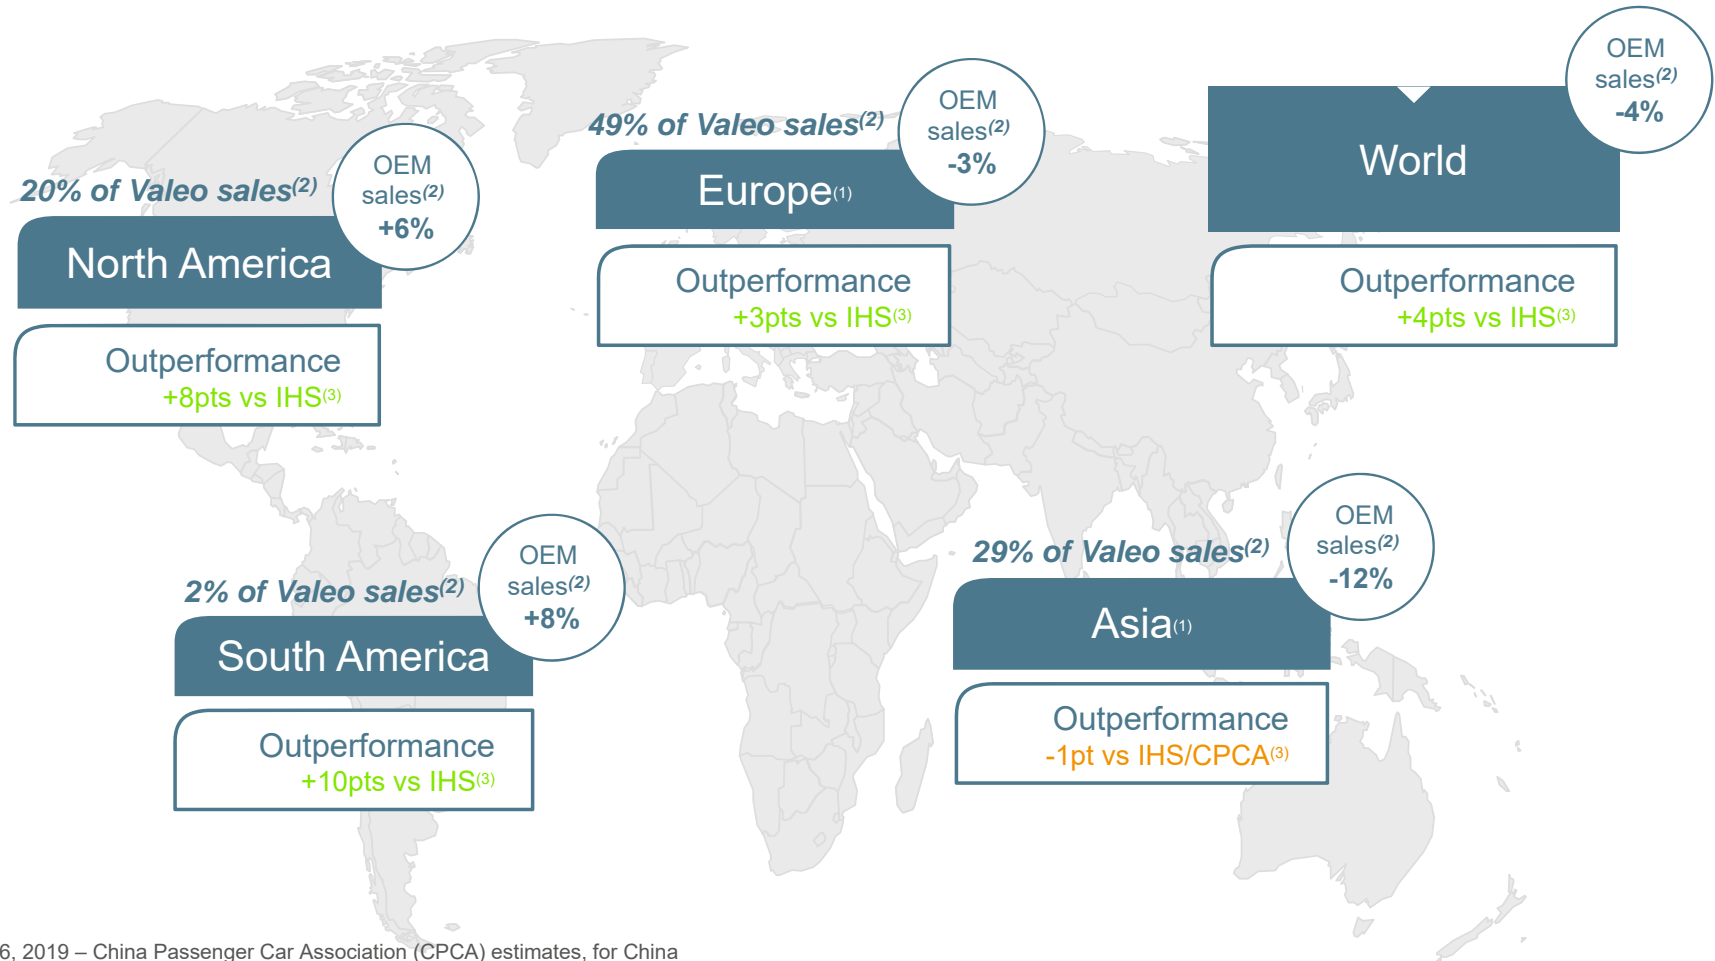 20% of Valeo sales(2)
OEM
sales(2)
+6%
North America
Outperformance
+8pts vs IHS(3)
49% of Valeo sales(2)
OEM
sales(2)
-3%
Europe(1)
Outperformance
+3pts vs IHS(3)
OEM
sales(2)
-4%
World
Outperformance
+4pts vs IHS(3)
2% of Valeo sales(2)
OEM
sales(2)
+8%
South America
Outperformance
+10pts vs IHS(3)
29% of Valeo sales(2)
OEM
sales(2)
-12%
Asia(1)
Outperformance
-1pt vs IHS/CPCA(3)
6, 2019 – China Passenger Car Association (CPCA) estimates, for China